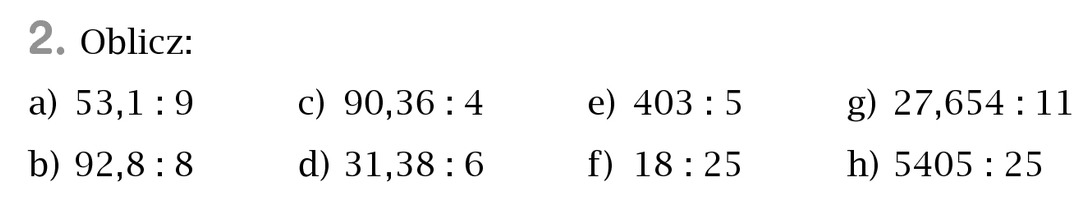 2. Oblicz:
a) 53,1 : 9 c) 90,36 : 4 e) 403 : 5 g) 27,654 : 11
b) 92,8 : 8 d) 31,38 : 6 f) 18 : 25 h) 5405 : 25